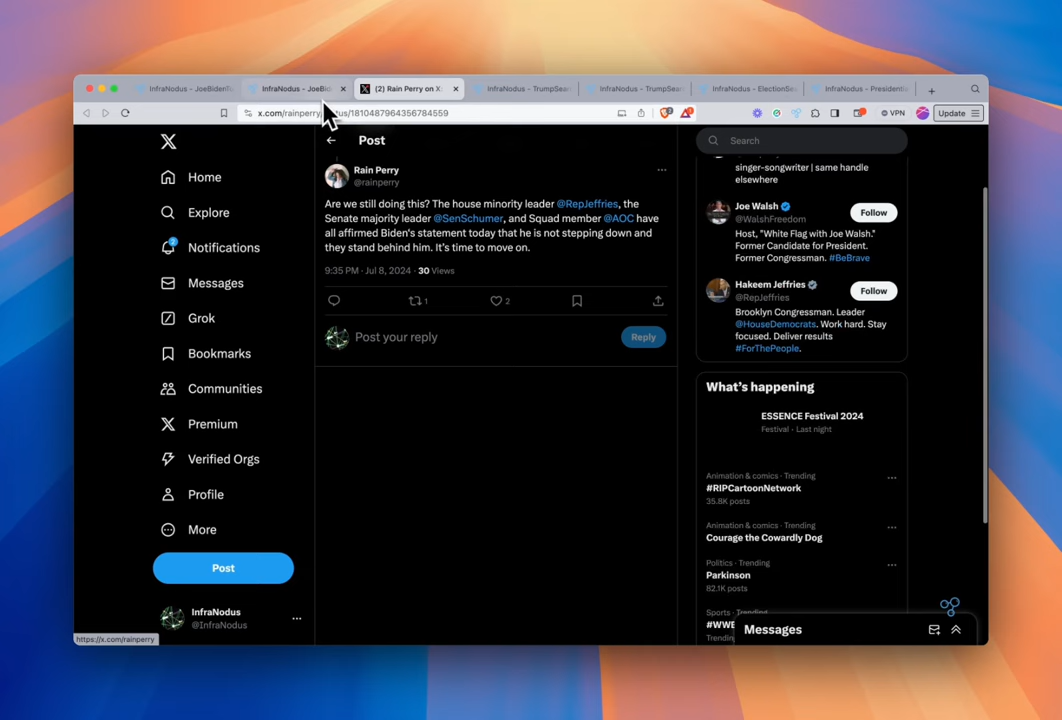 InfraNodus - JoeBidenTw
InfraNodus - JoeBid
(2) Rain Perry on X:
InfraNodus - TrumpSear
InfraNodus - TrumpSear
InfraNodus - ElectionSe
InfraNodus - Presidentia
x.com/rainperry/
tus/1810487964356784559
VPN
Update
Post
Search
Home
Explore
2
Notifications
Messages
Grok
Bookmarks
Communities
Premium
Verified Orgs
Profile
More
Post
InfraNodus
@InfraNodus
https://x.com/rainperry
Rain Perry
@rainperry
Are we still doing this? The house minority leader @RepJeffries, the
Senate majority leader @SenSchumer, and Squad member @AOC have
all affirmed Biden's statement today that he is not stepping down and
they stand behind him. It's time to move on.
9:35 PM · Jul 8, 2024 · 30 Views
1
2
Post your reply
Reply
singer-songwriter | same handle
elsewhere
Joe Walsh
@WalshFreedom
Follow
Host, "White Flag with Joe Walsh."
Former Candidate for President.
Former Congressman. #BeBrave
Hakeem Jeffries
@RepJeffries
Follow
Brooklyn Congressman. Leader
@HouseDemocrats. Work hard. Stay
focused. Deliver results
#ForThePeople.
What's happening
ESSENCE Festival 2024
Festival · Last night
Animation & comics · Trending
#RIPCartoonNetwork
35.8K posts
Animation & comics · Trending
Courage the Cowardly Dog
Politics · Trending
Parkinson
82.1K posts
Sports · Trending
#WWE
Trendin
Messages